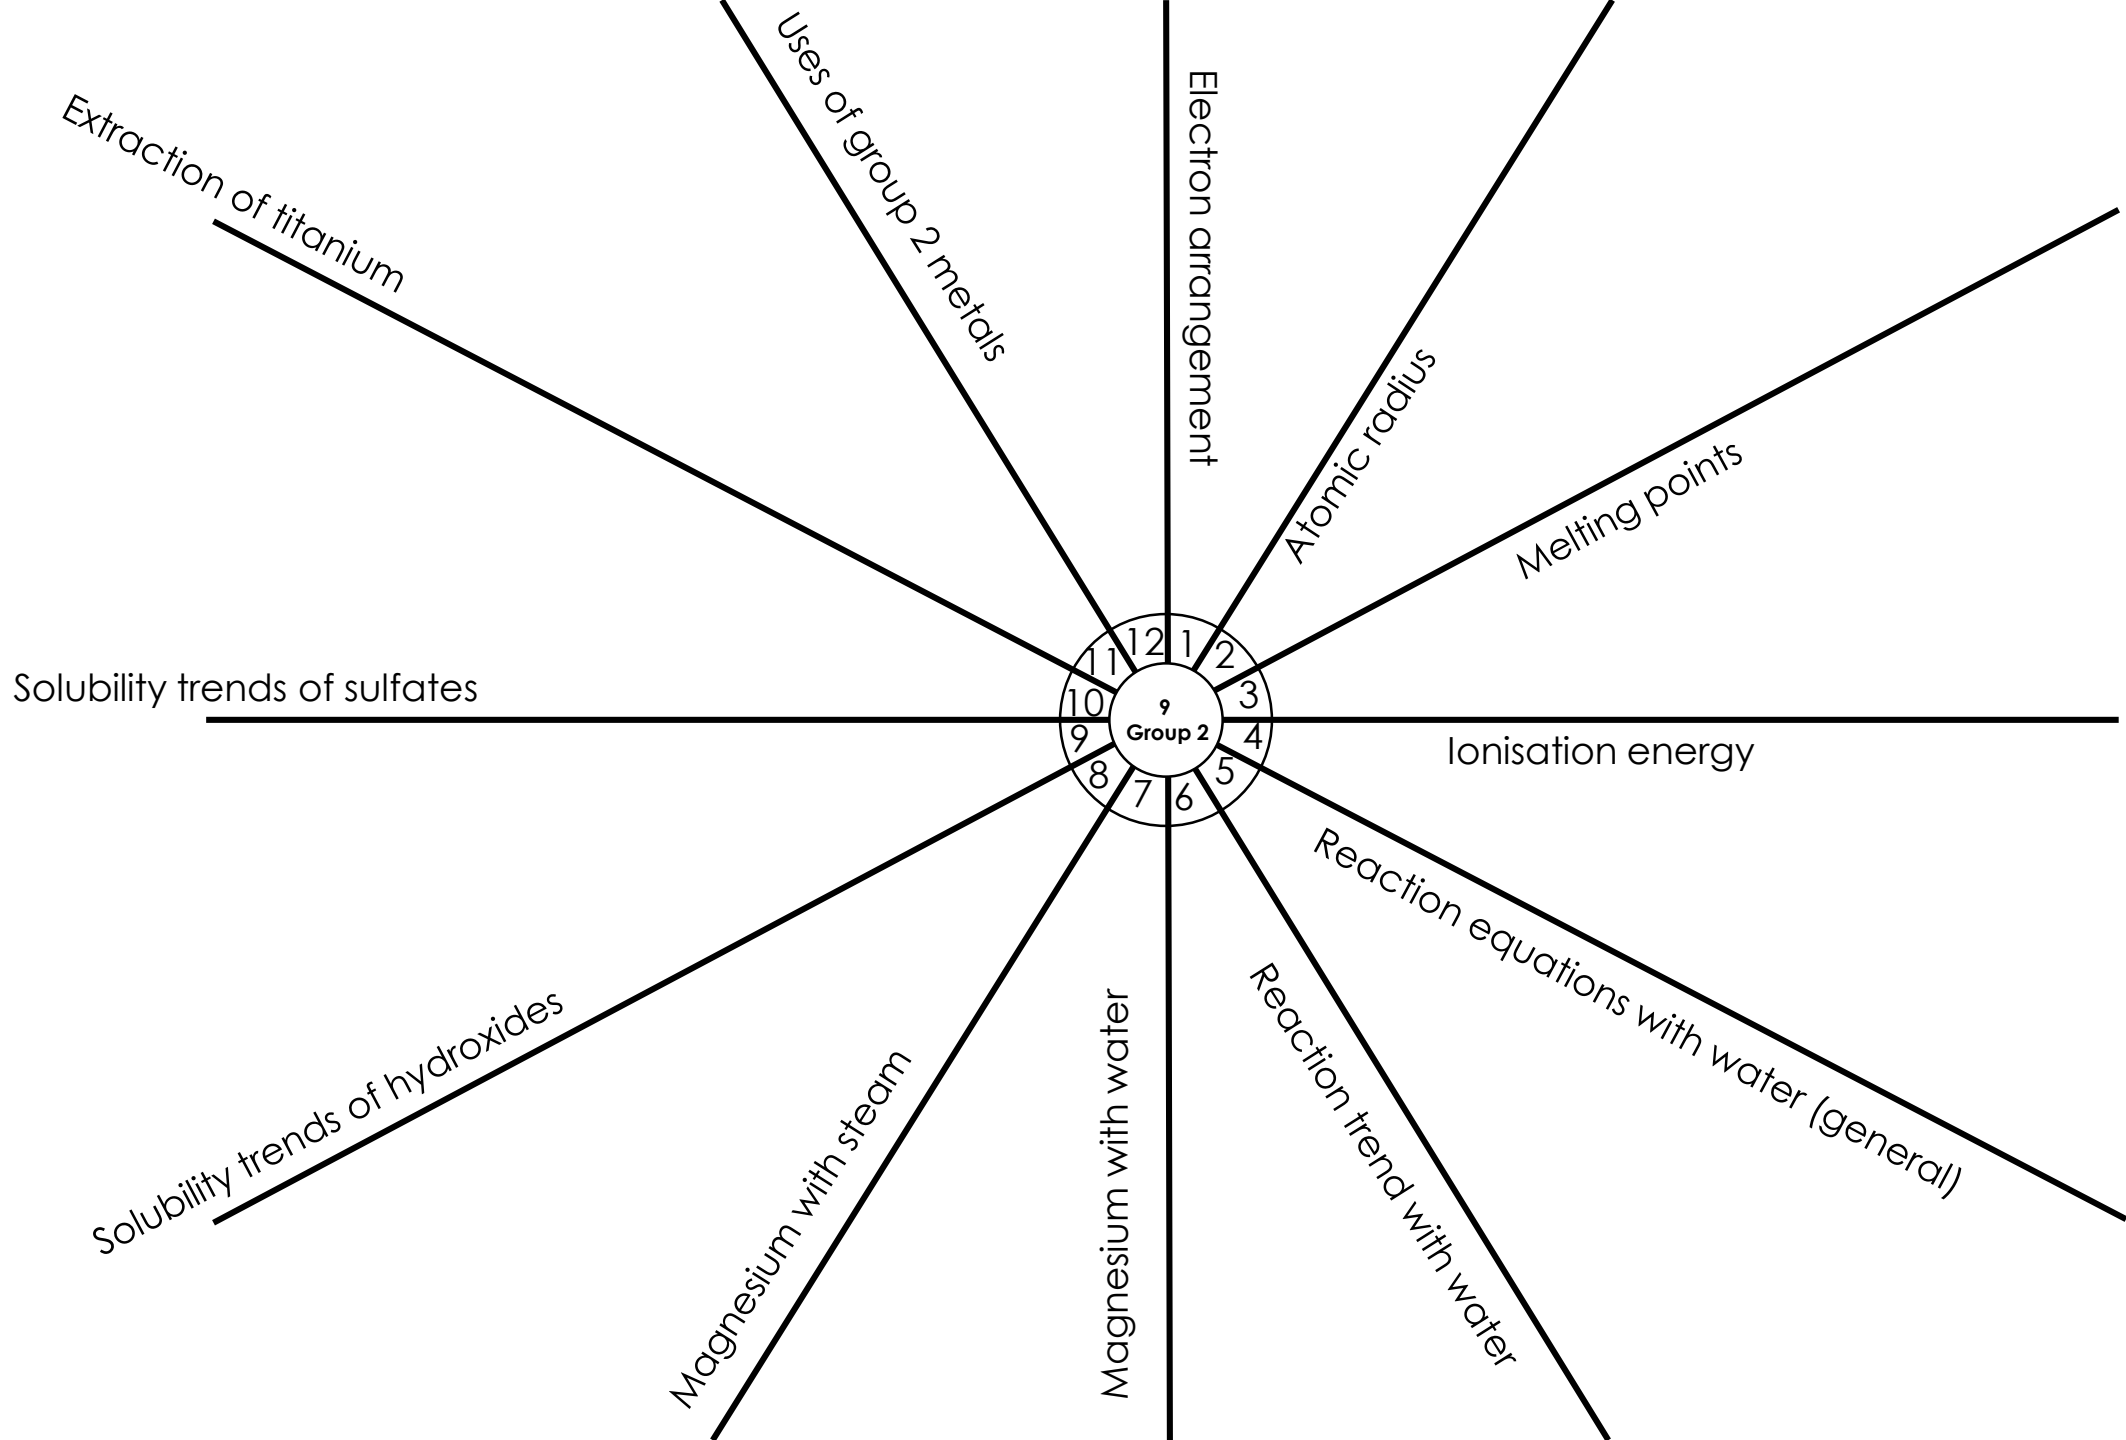 Electron arrangement
Atomic radius
Melting points
Ionisation energy
Reaction equations with water (general)
Reaction trend with water
Magnesium with water
Magnesium with steam
Solubility trends of hydroxides
Solubility trends of sulfates
Extraction of titanium
Uses of group 2 metals
1
2
3
4
5
6
7
8
9
10
11
12
9
Group 2